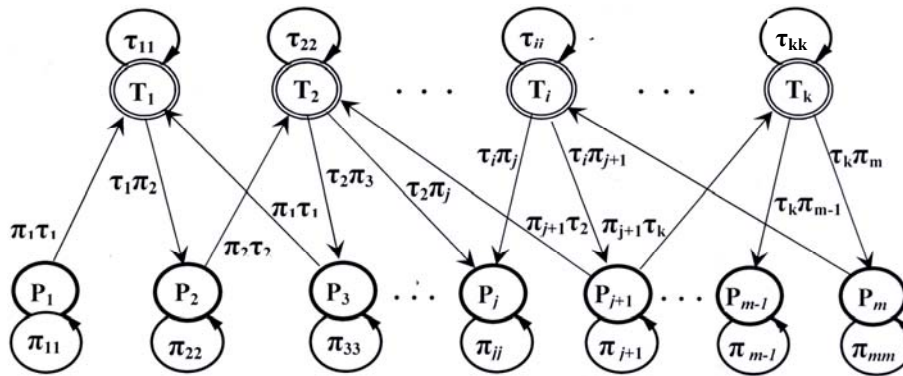 τ₁₁ τ₂₂ τᵢᵢ τₖₖ
T₁ T₂ . . . Tᵢ . . . Tₖ
τᵢπⱼ τᵢπⱼ₊₁ τₖπₘ
τ₁π₂ τ₂π₃ τ₂πⱼ τₖπₘ₋₁
π₁τ₁ π₂τ₂ π₁τ₁ πⱼ₊₁τ₂ πⱼ₊₁τₖ
P₁ P₂ P₃ . . . Pⱼ Pⱼ₊₁ . . . Pₘ₋₁ Pₘ
π₁₁ π₂₂ π₃₃ πⱼⱼ πⱼ₊₁ πₘ₋₁ πₘₘ